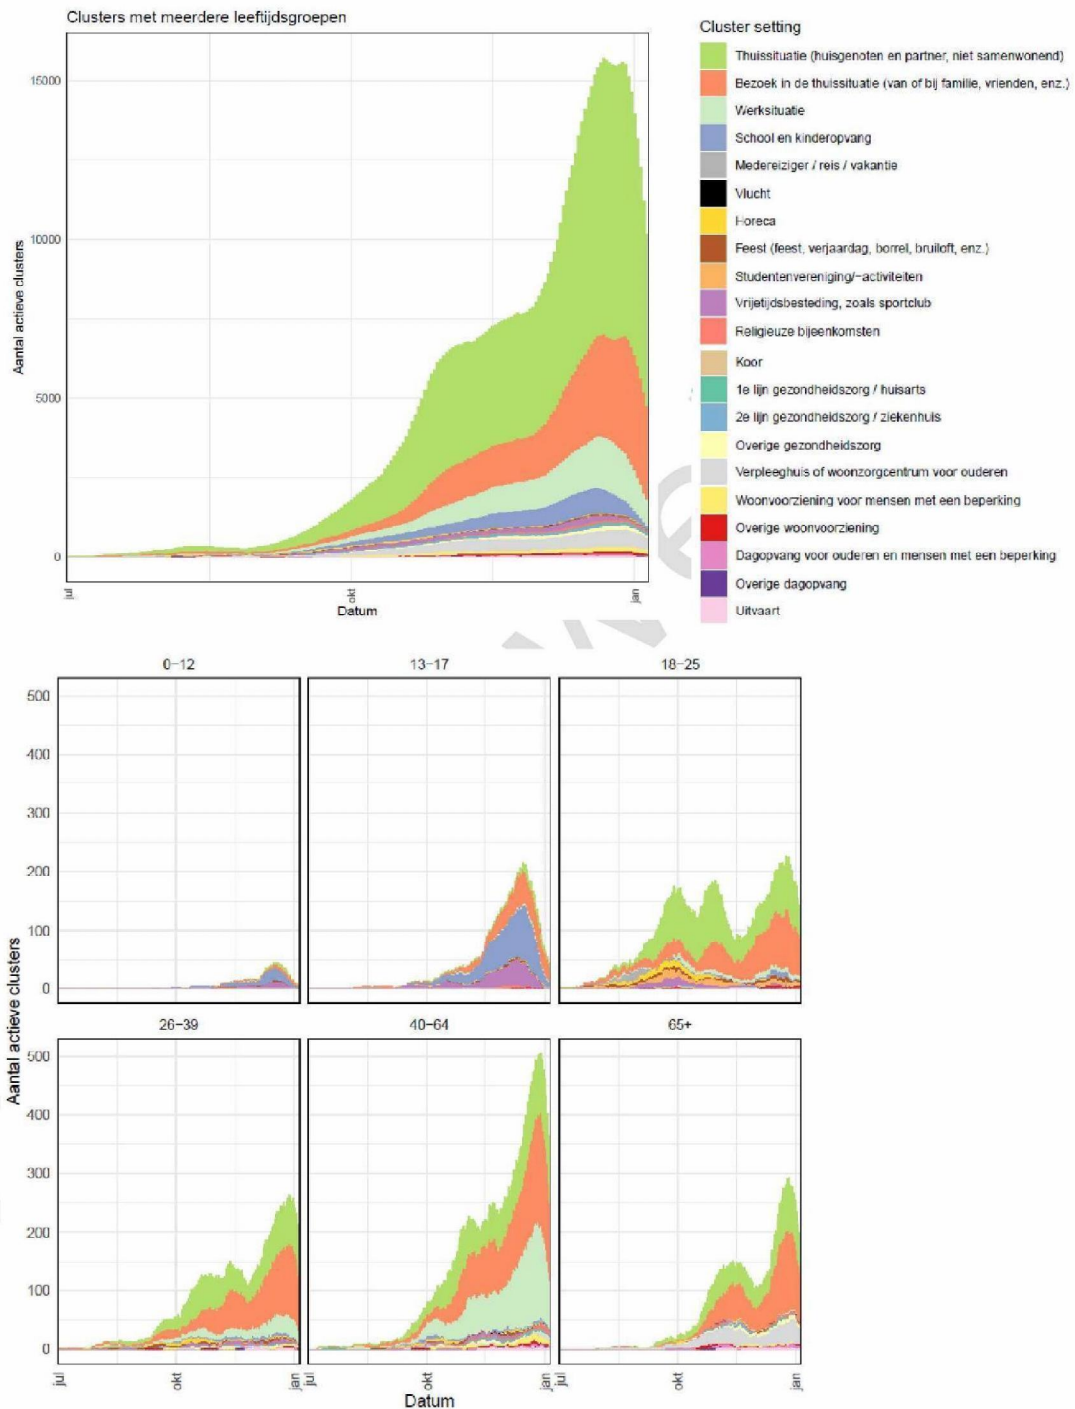 Clusters met meerdere leeftijdsgroepen
Aantal actieve clusters
15000
10000
5000
0
jul
okt
jan
Datum
Cluster setting
Thuissituatie (huisgenoten en partner, niet samenwonend)
Bezoek in de thuissituatie (van of bij familie, vrienden, enz.)
Werksituatie
School en kinderopvang
Medereiziger / reis / vakantie
Vlucht
Horeca
Feest (feest, verjaardag, borrel, bruiloft, enz.)
Studentenvereniging/-activiteiten
Vrijetijdsbesteding, zoals sportclub
Religieuze bijeenkomsten
Koor
1e lijn gezondheidszorg / huisarts
2e lijn gezondheidszorg / ziekenhuis
Overige gezondheidszorg
Verpleeghuis of woonzorgcentrum voor ouderen
Woonvoorziening voor mensen met een beperking
Overige woonvoorziening
Dagopvang voor ouderen en mensen met een beperking
Overige dagopvang
Uitvaart
0-12
13-17
18-25
500
400
300
200
100
0
Aantal actieve clusters
26-39
40-64
65+
500
400
300
200
100
0
jul
okt
jan
jul
okt
jan
jul
okt
jan
Datum